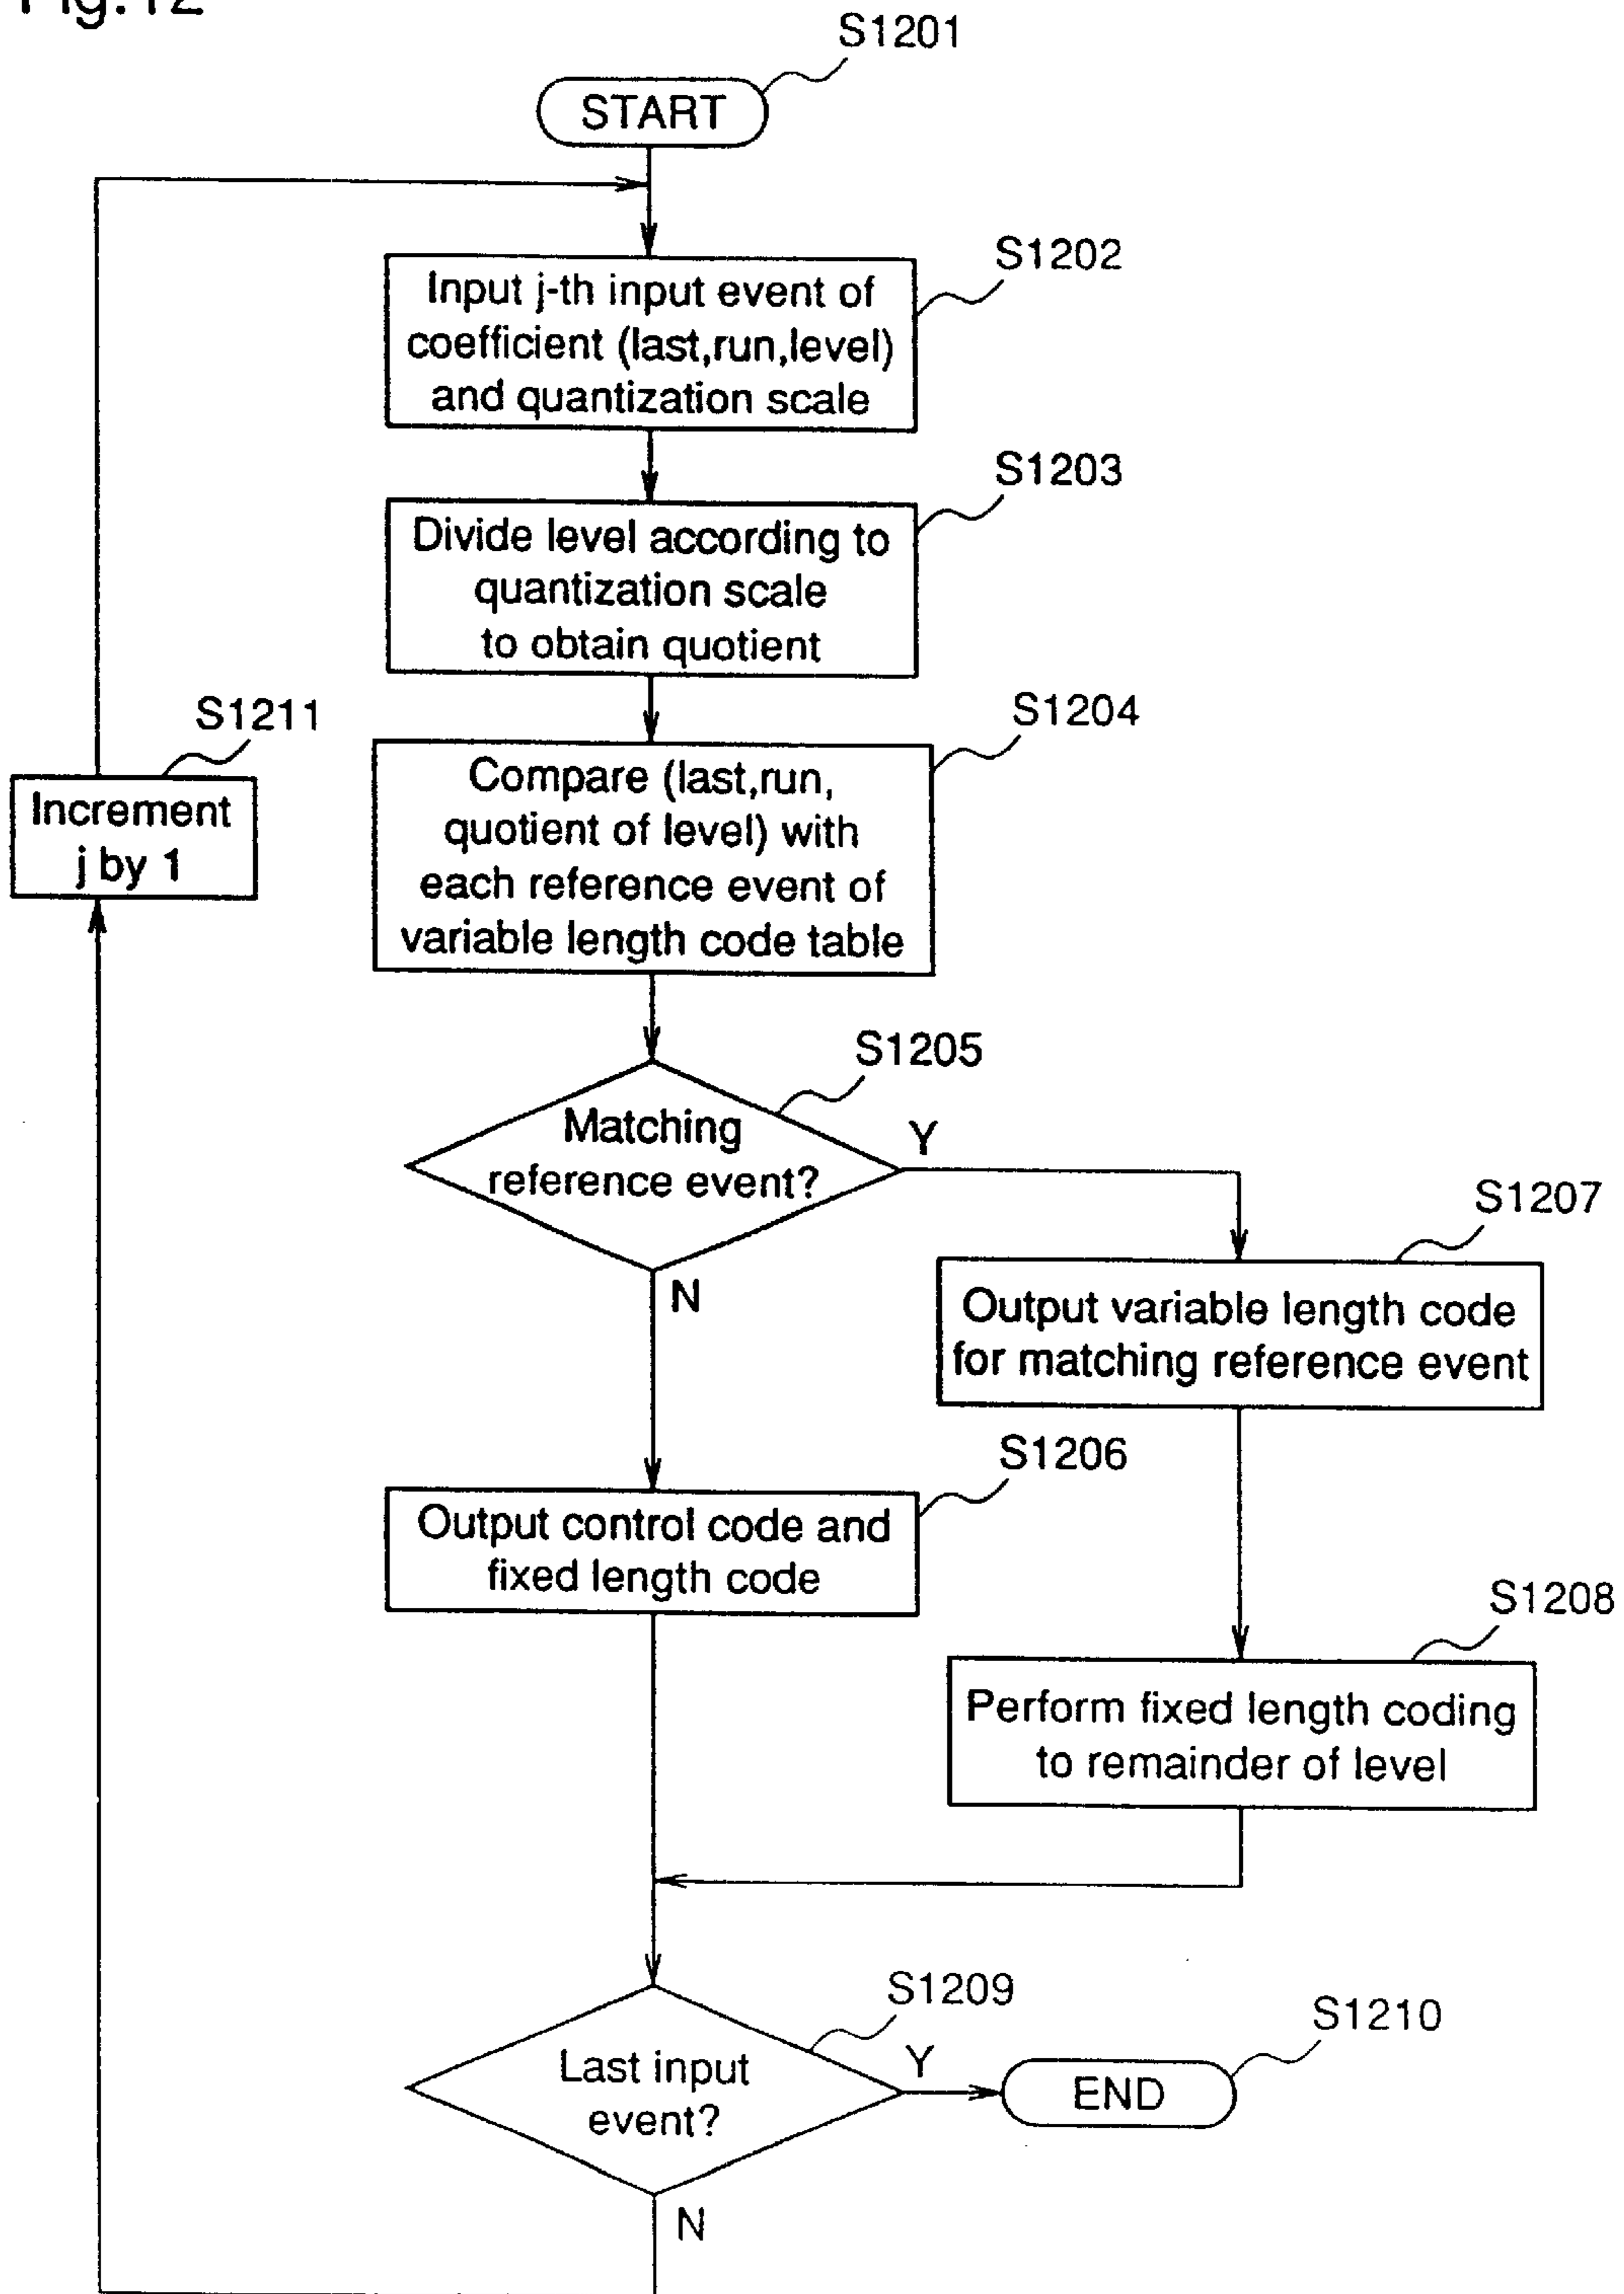 Fig.12
S1201
START
S1202
Input j-th input event of
coefficient (last,run,level)
and quantization scale
S1203
Divide level according to
quantization scale
to obtain quotient
S1211
Increment
j by 1
S1204
Compare (last,run,
quotient of level) with
each reference event of
variable length code table
S1205
Matching
reference event?
Y
N
S1207
Output variable length code
for matching reference event
S1206
Output control code and
fixed length code
S1208
Perform fixed length coding
to remainder of level
S1209
Last input
event?
Y
S1210
END
N